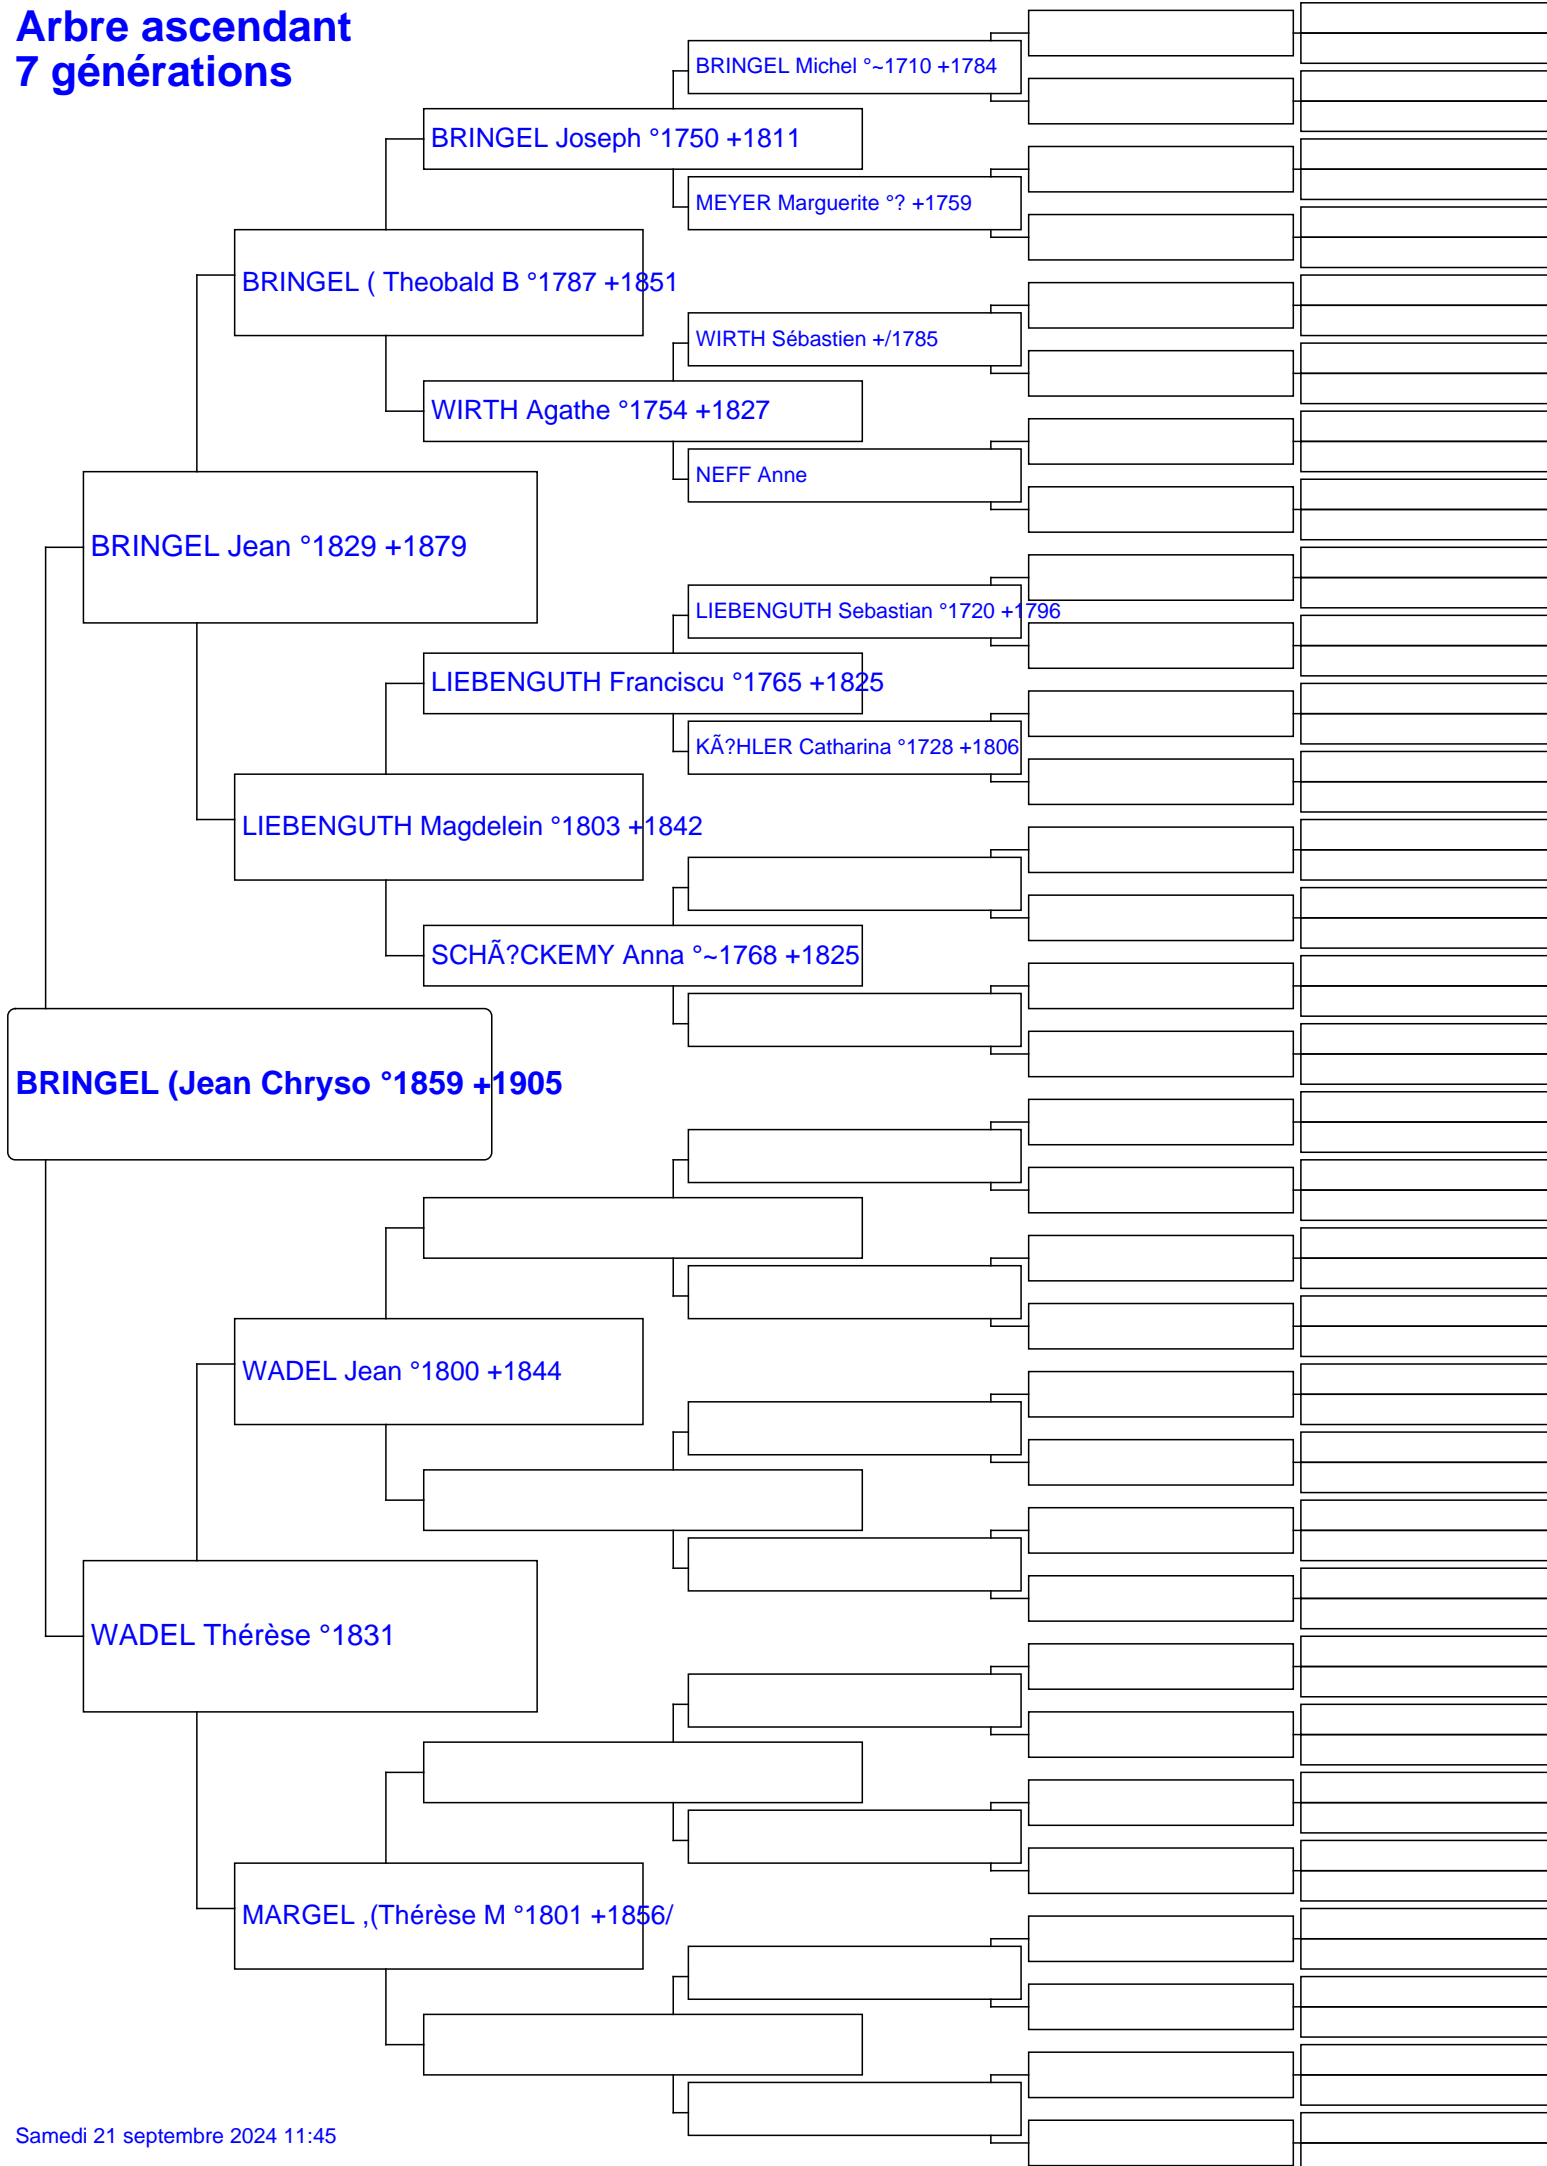 Arbre ascendant
7 générations
BRINGEL Michel °~1710 +1784
BRINGEL Joseph °1750 +1811
MEYER Marguerite °? +1759
BRINGEL ( Theobald B °1787 +1851
WIRTH Sébastien +/1785
WIRTH Agathe °1754 +1827
NEFF Anne
BRINGEL Jean °1829 +1879
LIEBENGUTH Sebastian °1720 +1796
LIEBENGUTH Franciscu °1765 +1825
KÃ?HLER Catharina °1728 +1806
LIEBENGUTH Magdelein °1803 +1842
SCHÃ?CKEMY Anna °~1768 +1825
BRINGEL (Jean Chryso °1859 +1905
WADEL Jean °1800 +1844
WADEL Thérèse °1831
MARGEL ,(Thérèse M °1801 +1856/
Samedi 21 septembre 2024 11:45